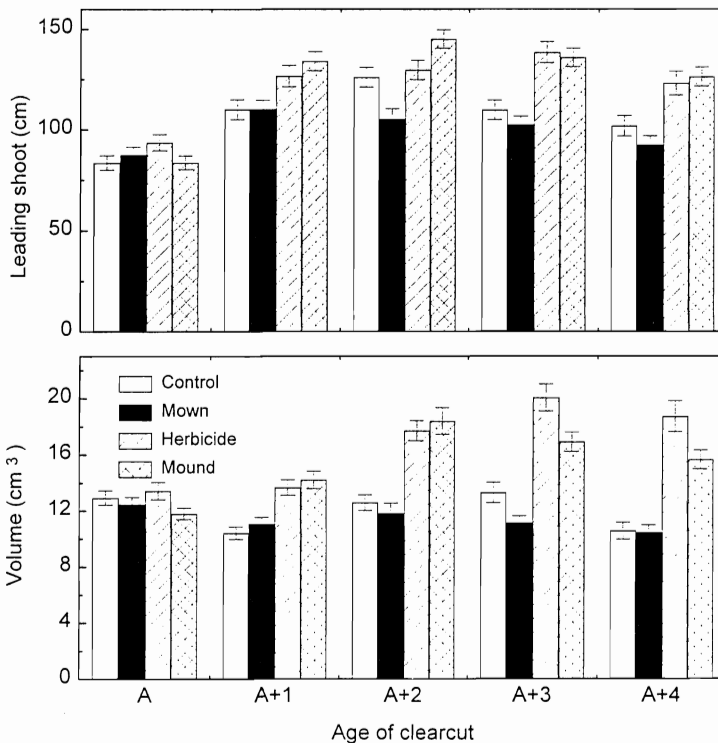 150
100
50
0
Leading shoot (cm)
20
16
12
8
4
0
Volume (cm 3 )
Control
Mown
Herbicide
Mound
A A+1 A+2 A+3 A+4
Age of clearcut